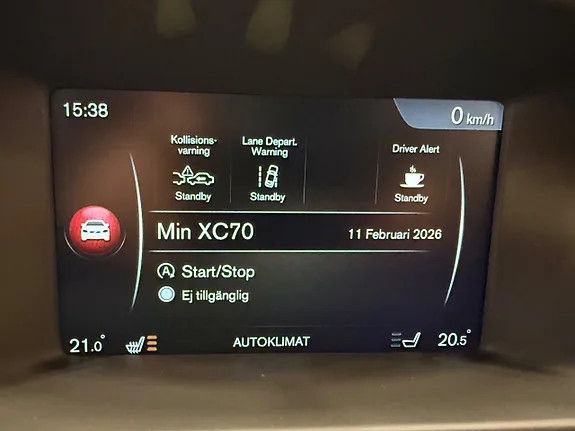 15:38
0 km/h
Kollisions-
varning
Lane Depart.
Warning
Driver Alert
Standby
Standby
Standby
Min XC70
11 Februari 2026
Start/Stop
Ej tillgänglig
21.0°
AUTOKLIMAT
20.5°